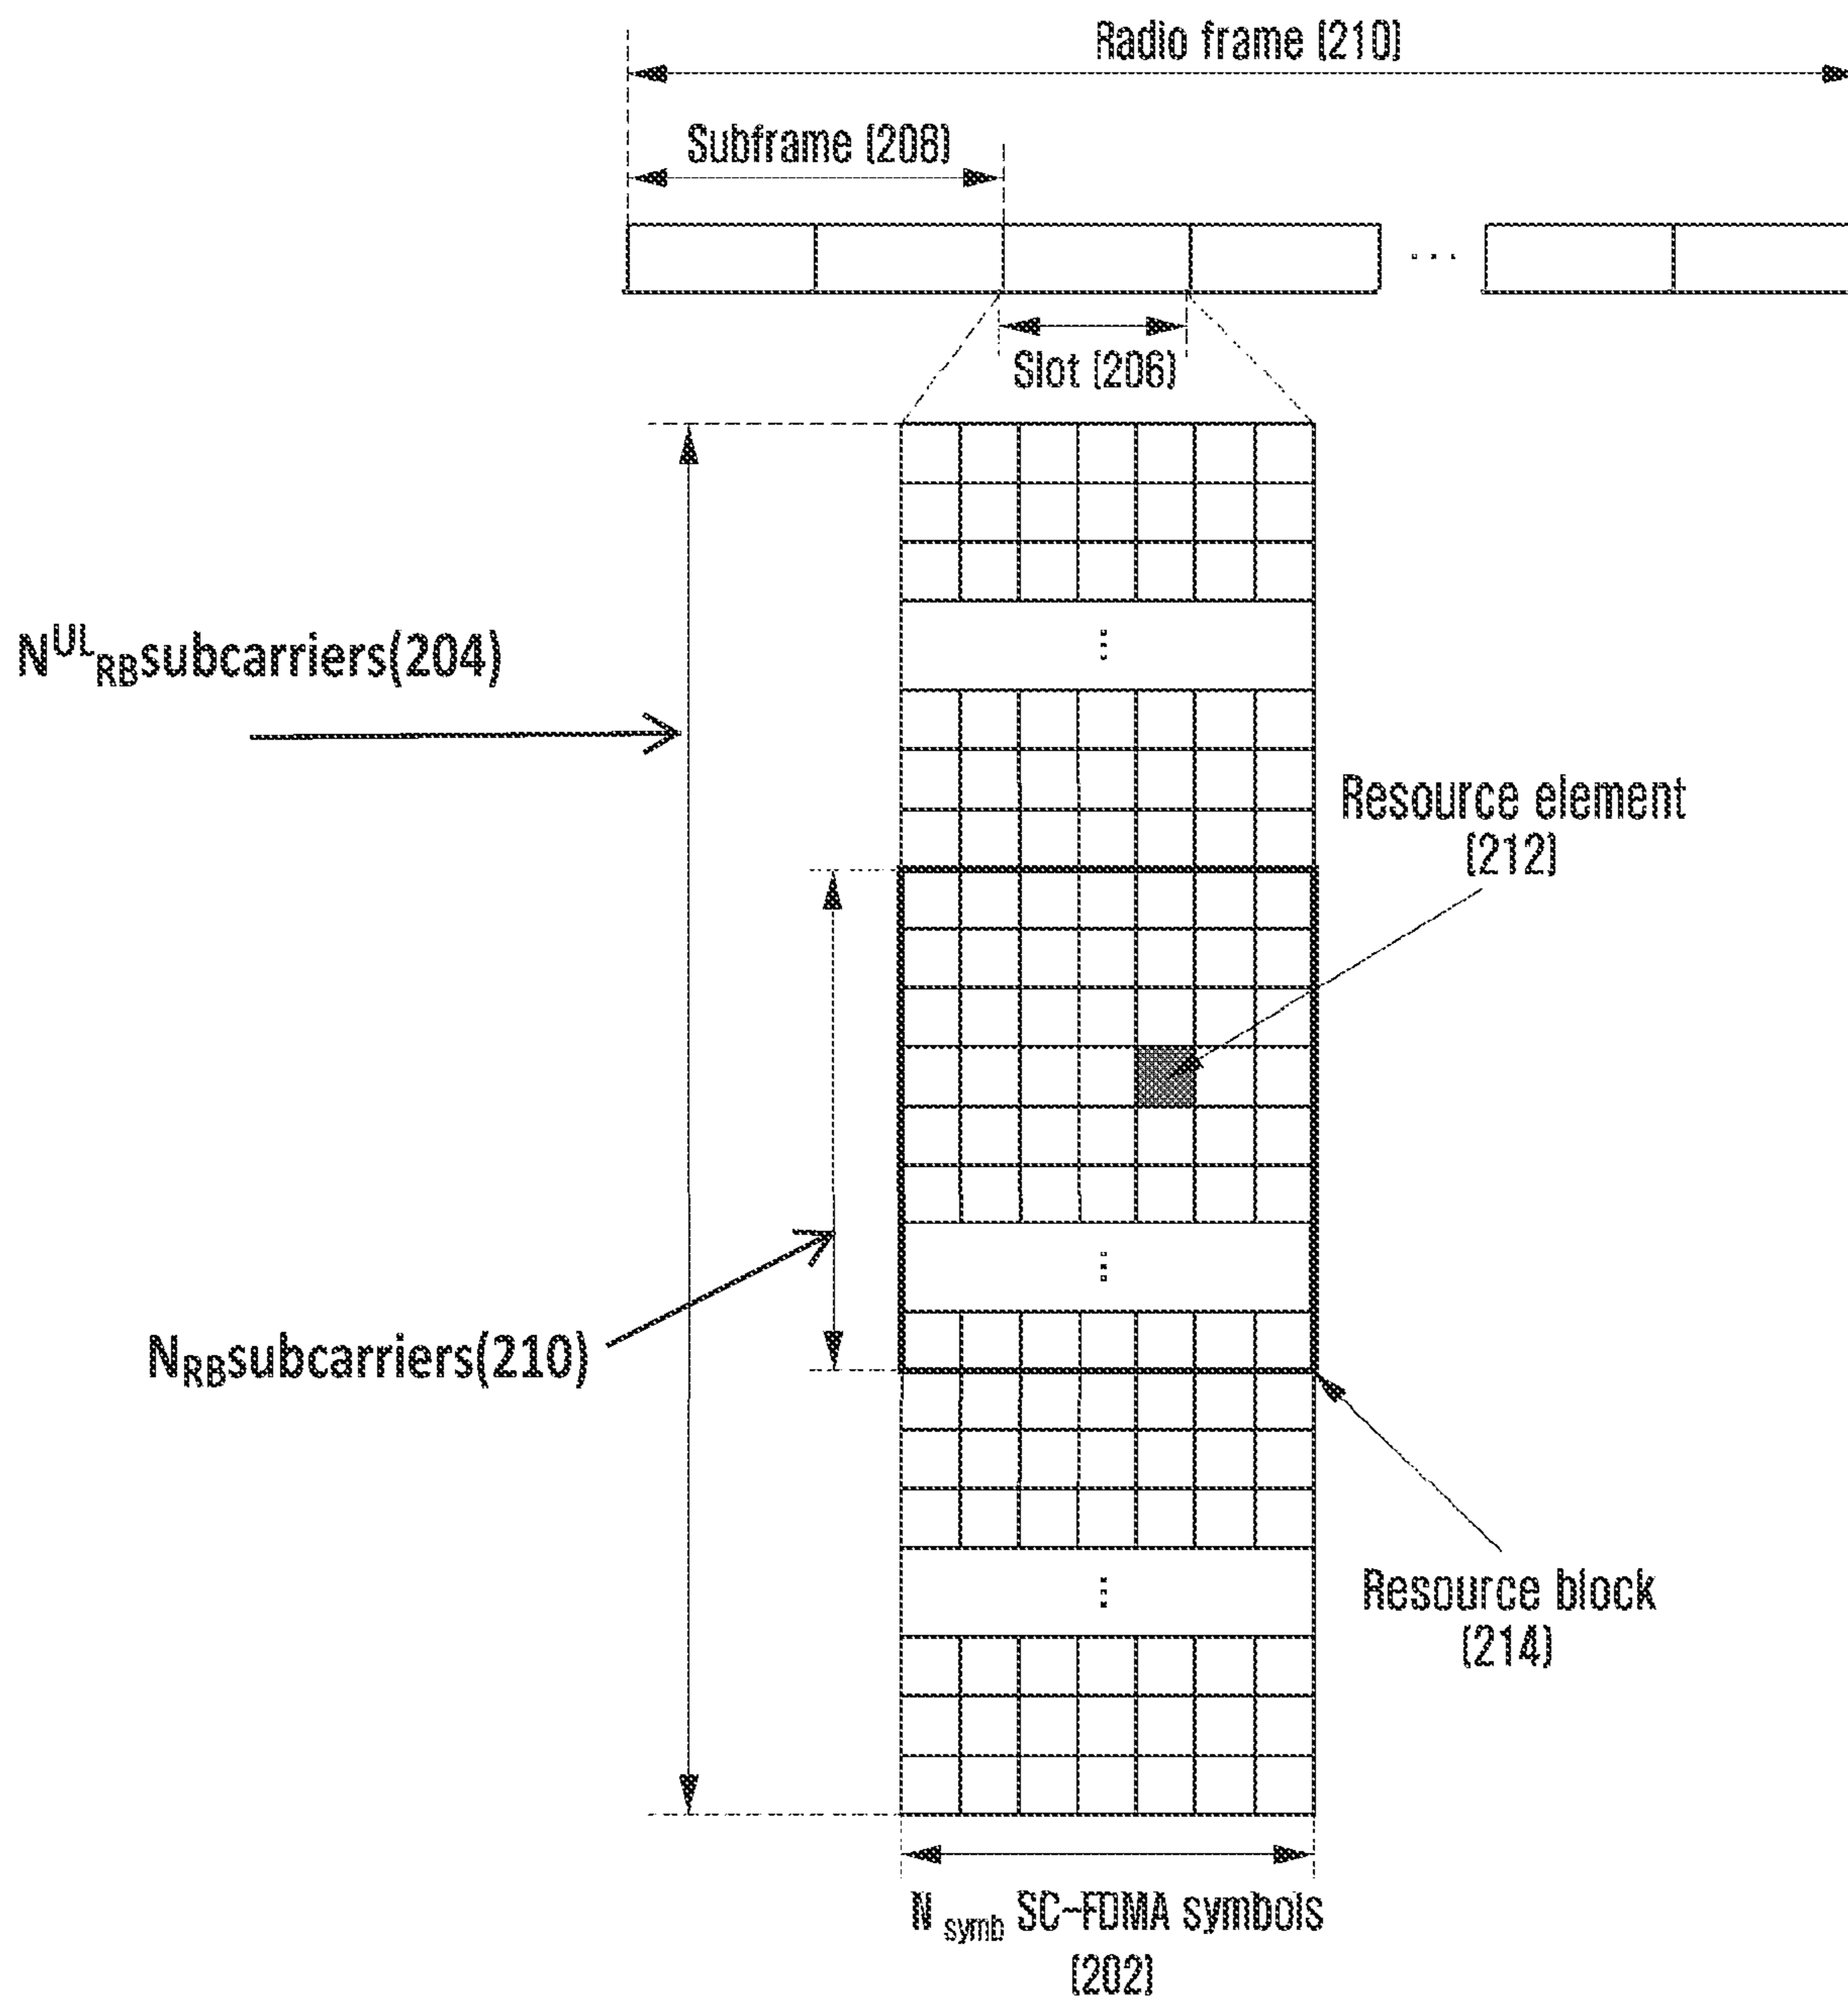 Radio frame (210)
Subframe (208)
...
Slot (206)
N^UL_RB subcarriers(204)
Resource element
(212)
N_RB subcarriers(210)
Resource block
(214)
N_symb SC-FDMA symbols
(202)